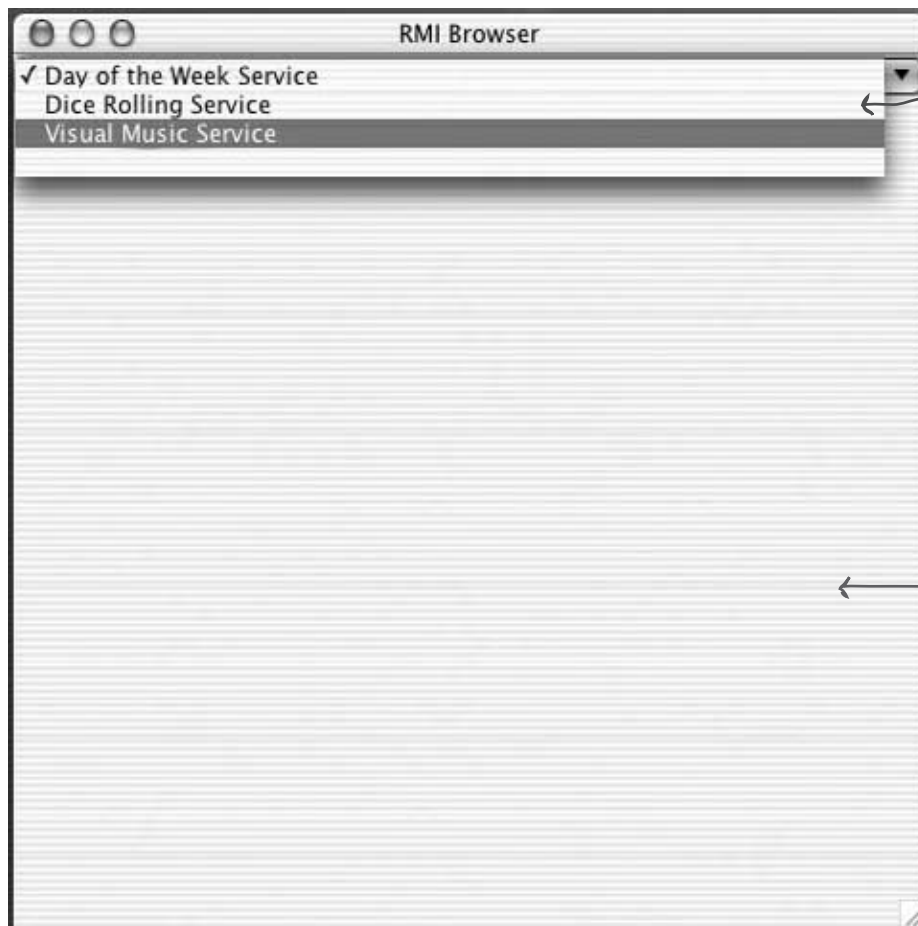 RMI Browser
✓ Day of the Week Service
Dice Rolling Service
Visual Music Service